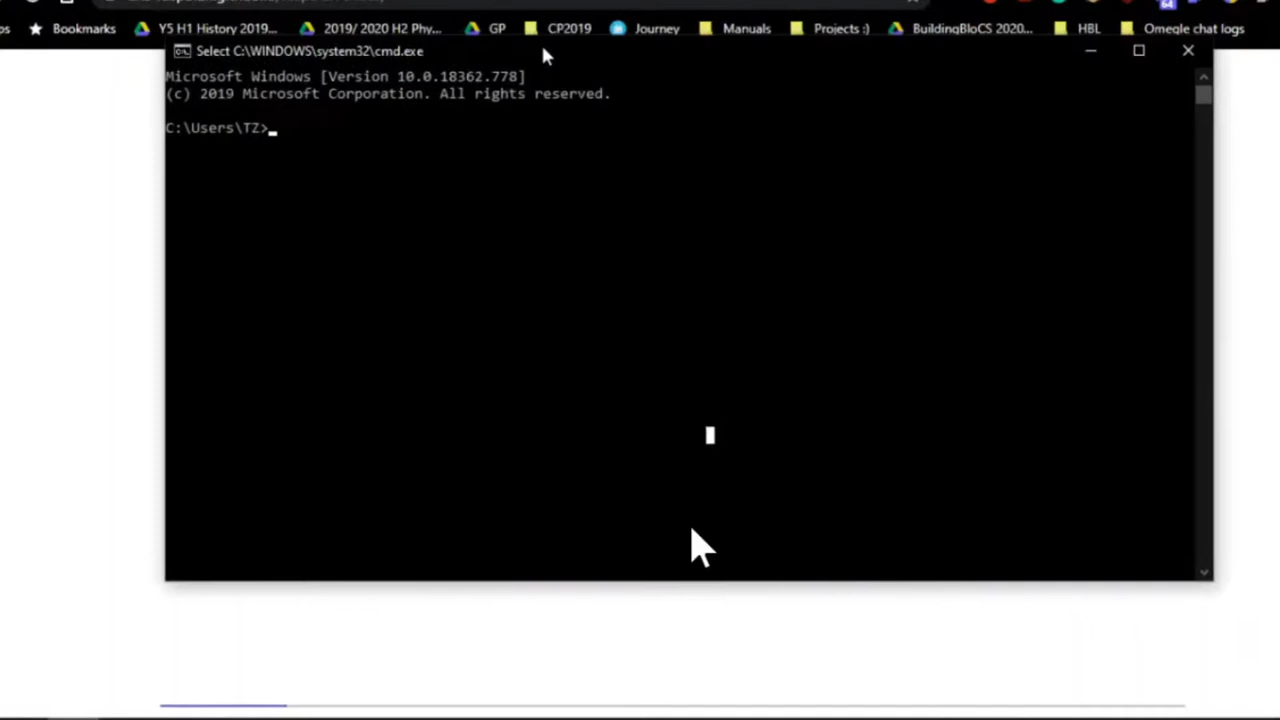 Bookmarks Y5 H1 History 2019... 2019/ 2020 H2 Phy... GP CP2019 Journey Manuals Projects :) BuildingBloCS 2020... HBL Omegle chat logs
Select C:\WINDOWS\system32\cmd.exe
Microsoft Windows [Version 10.0.18362.778]
(c) 2019 Microsoft Corporation. All rights reserved.
C:\Users\TZ>